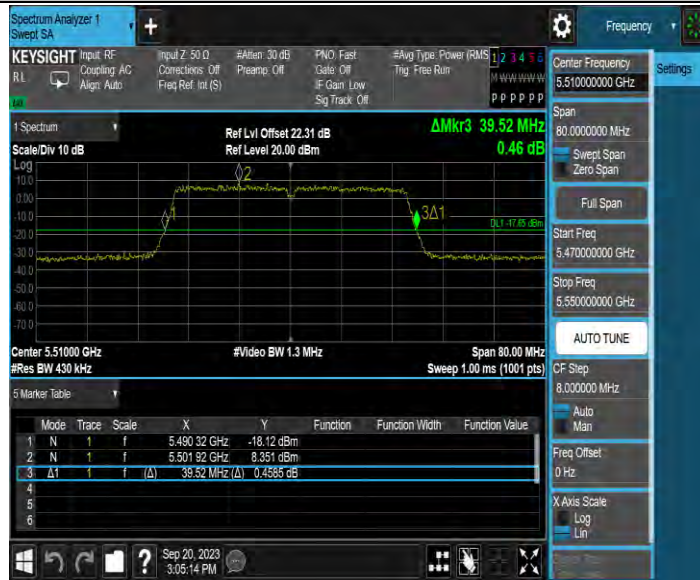 Spectrum Analyzer 1
Swept SA
+
Frequency
KEYSIGHT
RL
Input: RF
Coupling: AC
Align: Auto
Input Z: 50 Ω
Corrections: Off
Freq Ref: Int (S)
#Atten: 30 dB
Preamp: Off
PNO: Fast
Gate: Off
IF Gain: Low
Sig Track: Off
#Avg Type: Power (RMS
Trig: Free Run
1 2 3 4 5 6
M W W W W W
P P P P P P
1 Spectrum
Scale/Div 10 dB
Ref Lvl Offset 22.31 dB
Ref Level 20.00 dBm
ΔMkr3 39.52 MHz
0.46 dB
Log
10.0
0.00
-10.0
-20.0
-30.0
-40.0
-50.0
-60.0
-70.0
1
2
3Δ1
DL1 -17.65 dBm
Center 5.51000 GHz
#Res BW 430 kHz
#Video BW 1.3 MHz
Span 80.00 MHz
Sweep 1.00 ms (1001 pts)
5 Marker Table
Mode Trace Scale X Y Function Function Width Function Value
1 N 1 f 5.490 32 GHz -18.12 dBm
2 N 1 f 5.501 92 GHz 8.351 dBm
3 Δ1 1 f (Δ) 39.52 MHz (Δ) 0.4585 dB
4
5
6
Sep 20, 2023
3:05:14 PM
?
Settings
Center Frequency
5.510000000 GHz
Span
80.0000000 MHz
Swept Span
Zero Span
Full Span
Start Freq
5.470000000 GHz
Stop Freq
5.550000000 GHz
AUTO TUNE
CF Step
8.000000 MHz
Auto
Man
Freq Offset
0 Hz
X Axis Scale
Log
Lin